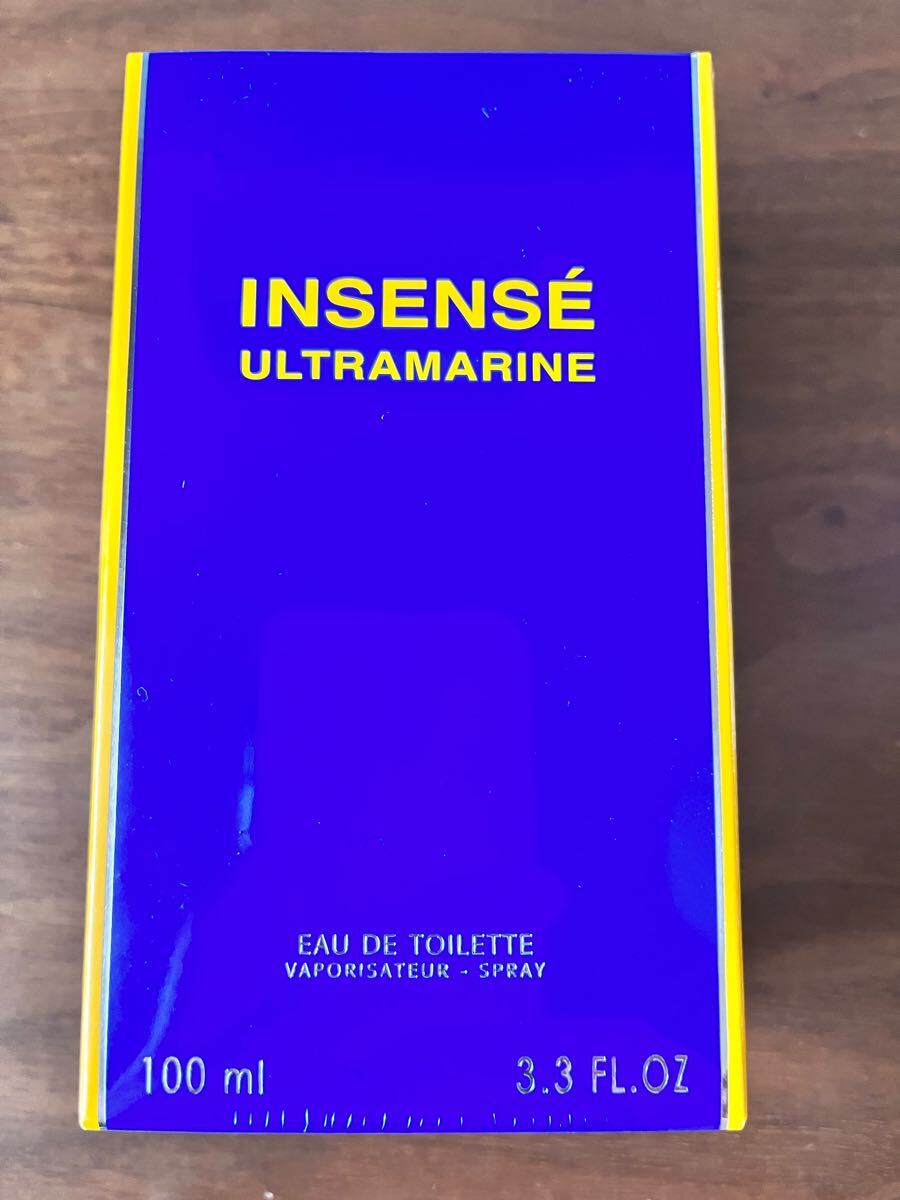 INSENSÉ
ULTRAMARINE
EAU DE TOILETTE
VAPORISATEUR - SPRAY
100 ml 3.3 FL.OZ